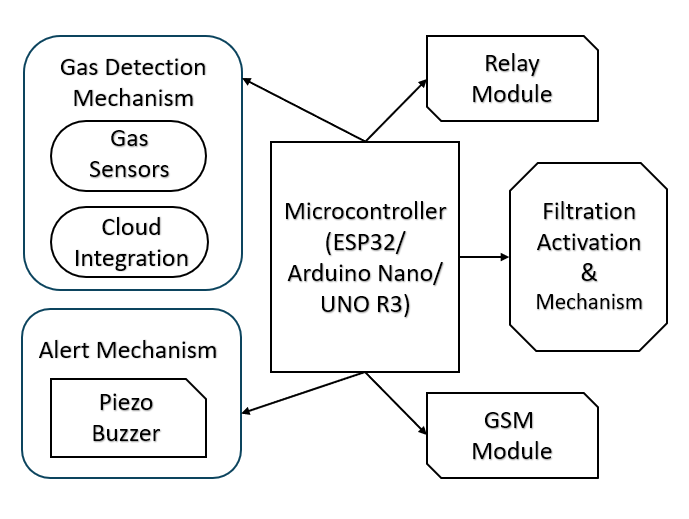 Gas Detection
Mechanism
Gas
Sensors
Cloud
Integration
Alert Mechanism
Piezo
Buzzer
Microcontroller
(ESP32/
Arduino Nano/
UNO R3)
Relay
Module
Filtration
Activation
&
Mechanism
GSM
Module